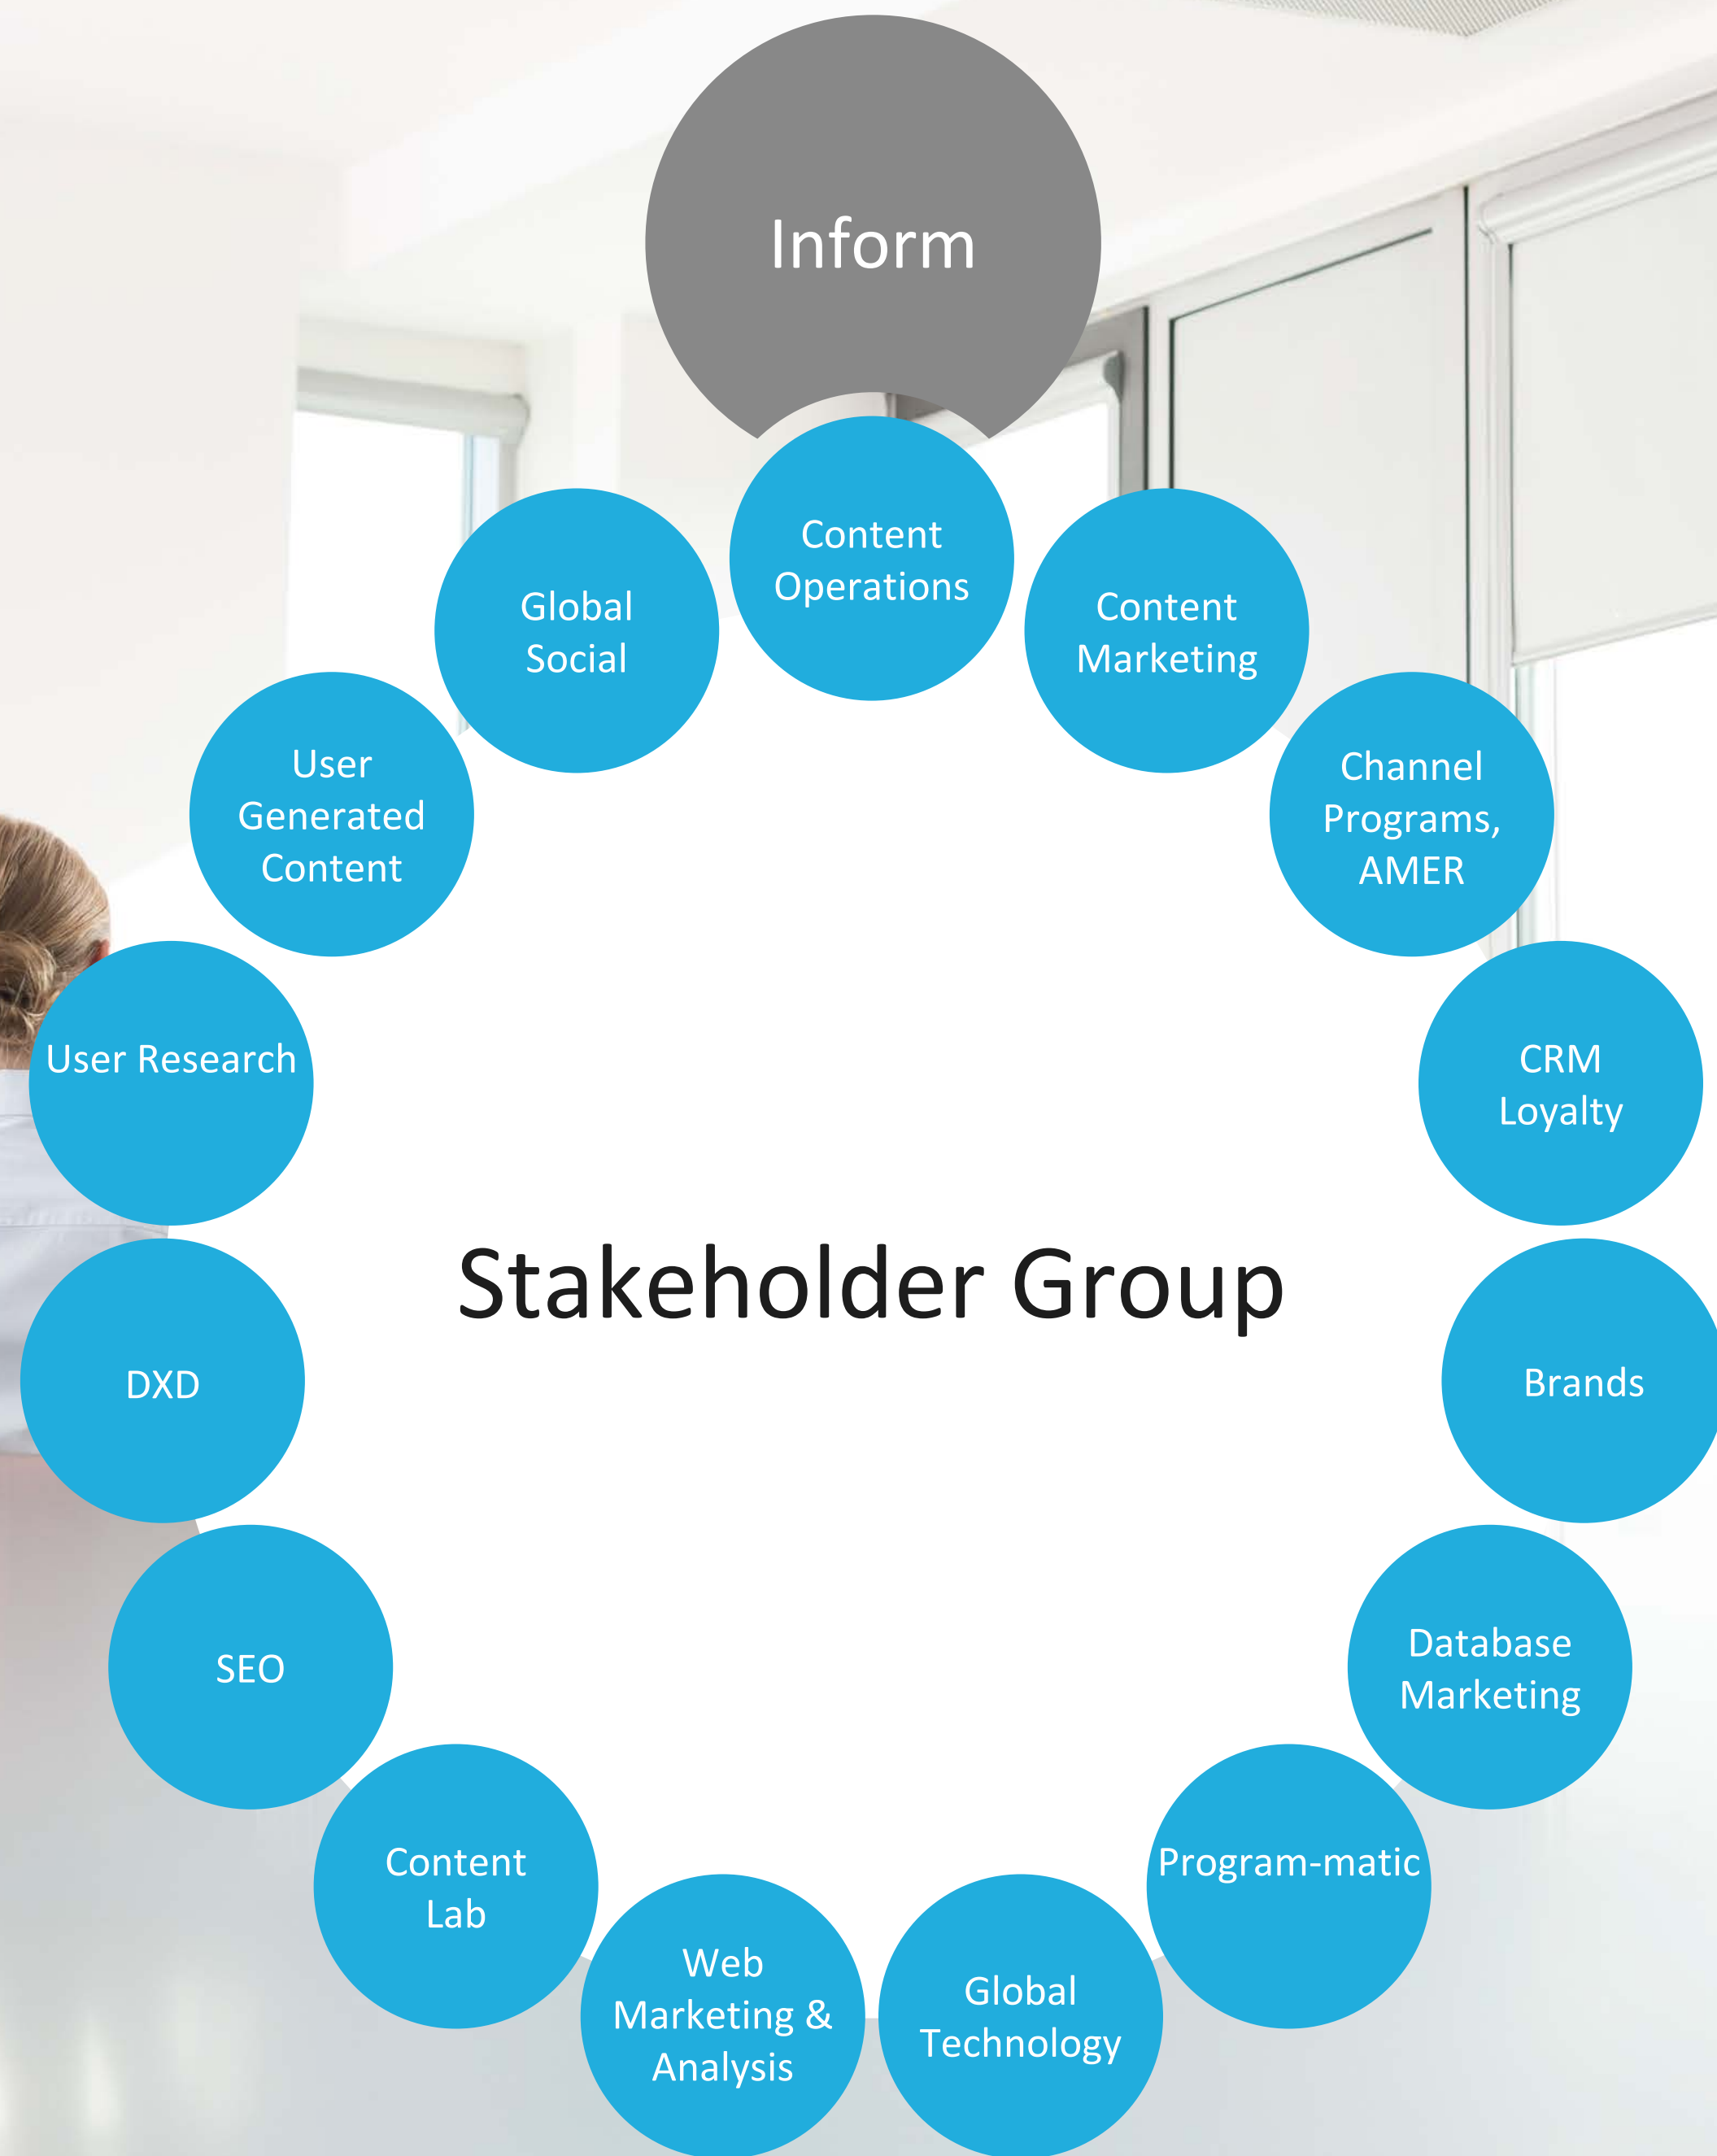 Inform
Content
Operations
Content
Marketing
Channel
Programs,
AMER
CRM
Loyalty
Brands
Database
Marketing
Program-matic
Global
Technology
Web
Marketing &
Analysis
Content
Lab
SEO
DXD
User Research
User
Generated
Content
Global
Social
Stakeholder Group